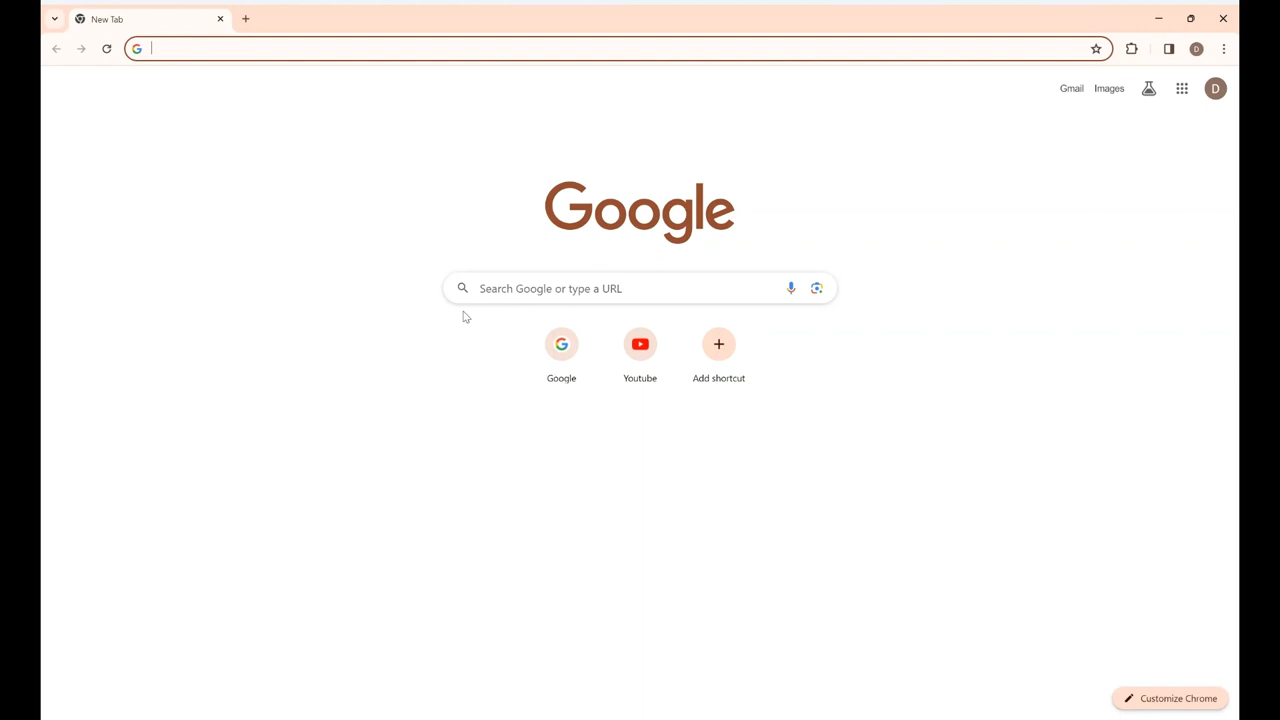 New Tab
Gmail
Images
D
D
Google
Search Google or type a URL
Google
Youtube
Add shortcut
Customize Chrome